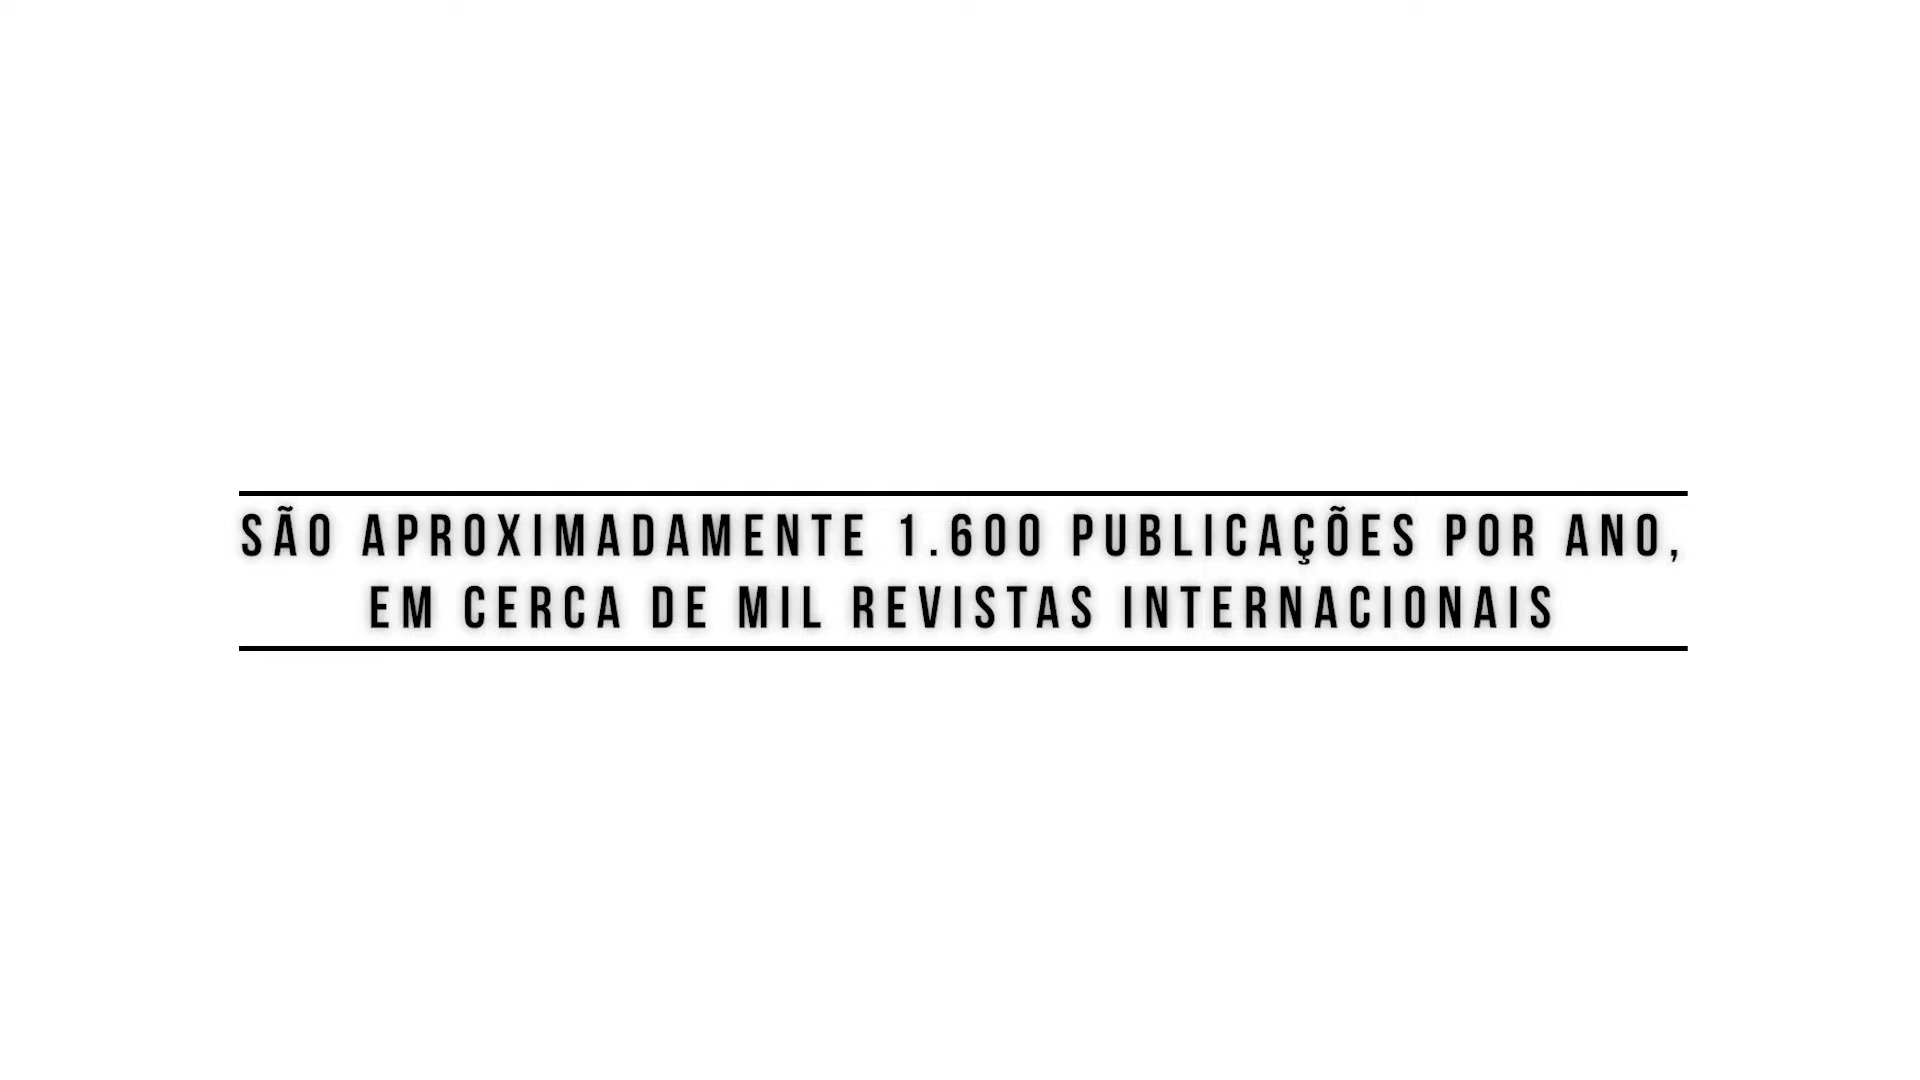 SÃO APROXIMADAMENTE 1.600 PUBLICAÇÕES POR ANO,
EM CERCA DE MIL REVISTAS INTERNACIONAIS